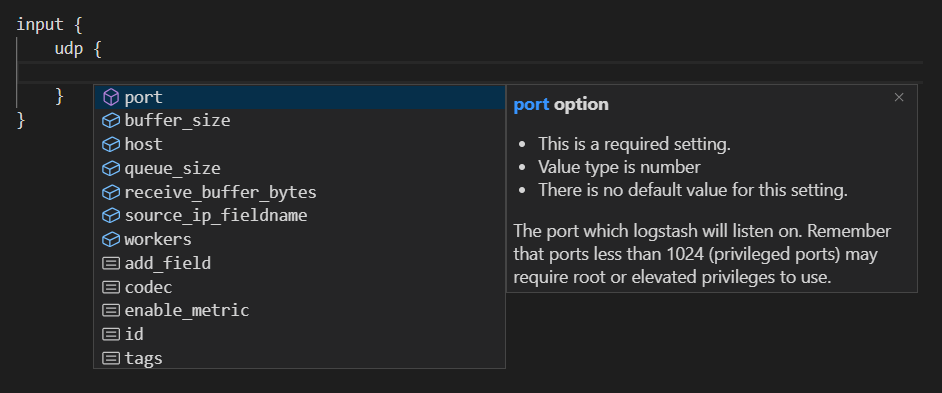 input {
udp {
}
}
port
buffer_size
host
queue_size
receive_buffer_bytes
source_ip_fieldname
workers
add_field
codec
enable_metric
id
tags
port option
• This is a required setting.
• Value type is number
• There is no default value for this setting.
The port which logstash will listen on. Remember
that ports less than 1024 (privileged ports) may
require root or elevated privileges to use.